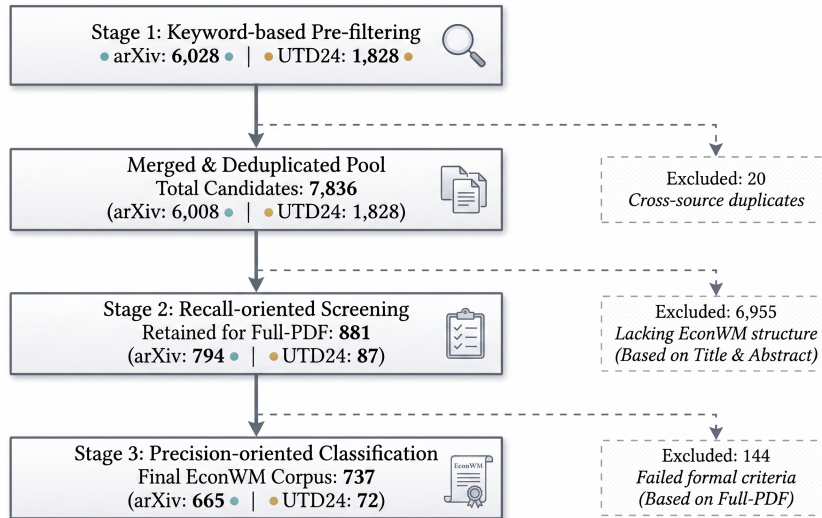 Stage 1: Keyword-based Pre-filtering
arXiv: 6,028 | UTD24: 1,828
Merged & Deduplicated Pool
Total Candidates: 7,836
(arXiv: 6,008 | UTD24: 1,828)
Excluded: 20
Cross-source duplicates
Stage 2: Recall-oriented Screening
Retained for Full-PDF: 881
(arXiv: 794 | UTD24: 87)
Excluded: 6,955
Lacking EconWM structure
(Based on Title & Abstract)
Stage 3: Precision-oriented Classification
Final EconWM Corpus: 737
(arXiv: 665 | UTD24: 72)
EconWM
Excluded: 144
Failed formal criteria
(Based on Full-PDF)